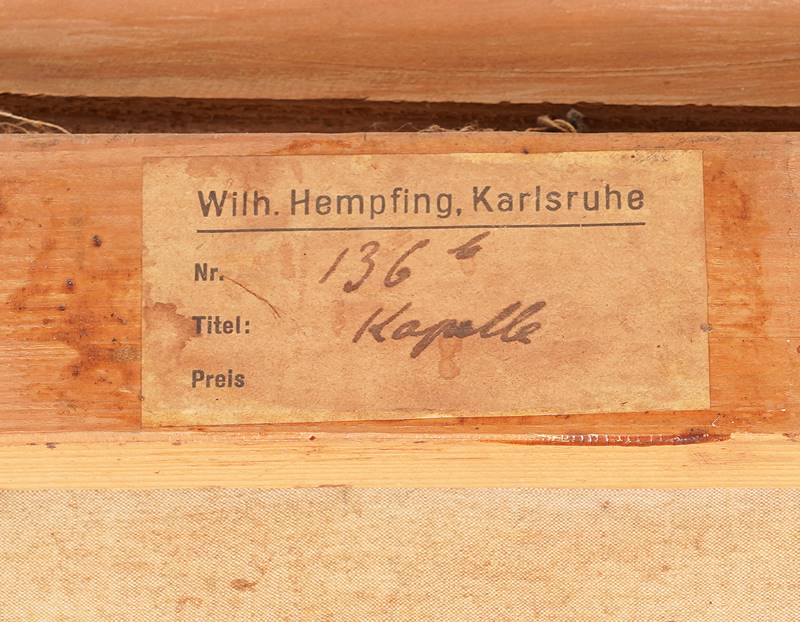 Wilh. Hempfing, Karlsruhe
Nr. 136 b
Titel: Kapelle
Preis